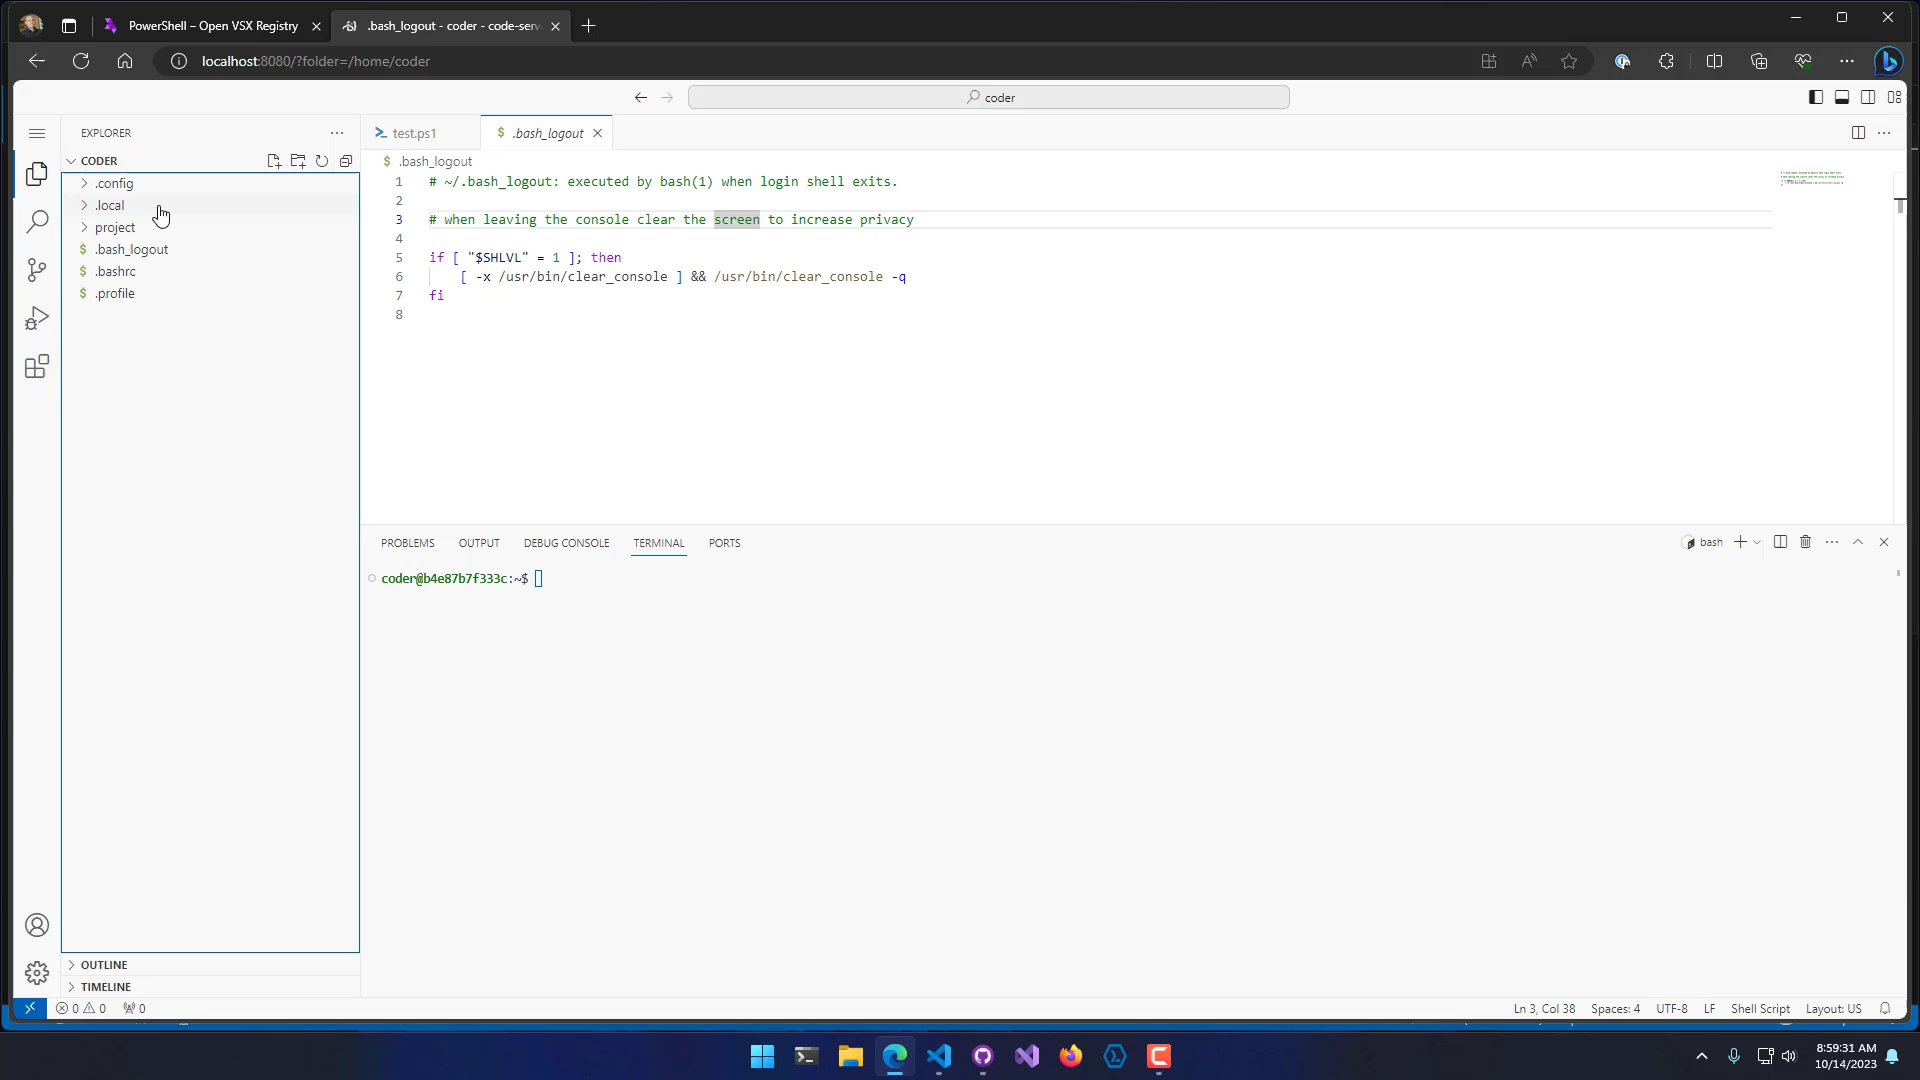 PowerShell – Open VSX Registry
.bash_logout - coder - code-serv
localhost:8080/?folder=/home/coder
coder
EXPLORER
CODER
.config
.local
project
.bash_logout
.bashrc
.profile
OUTLINE
TIMELINE
test.ps1
.bash_logout
.bash_logout
1 # ~/.bash_logout: executed by bash(1) when login shell exits.
2
3 # when leaving the console clear the screen to increase privacy
4
5 if [ "$SHLVL" = 1 ]; then
6 [ -x /usr/bin/clear_console ] && /usr/bin/clear_console -q
7 fi
8
PROBLEMS OUTPUT DEBUG CONSOLE TERMINAL PORTS
bash
coder@b4e87b7f333c:~$
0 0 0
Ln 3, Col 38 Spaces: 4 UTF-8 LF Shell Script Layout: US
8:59:31 AM
10/14/2023